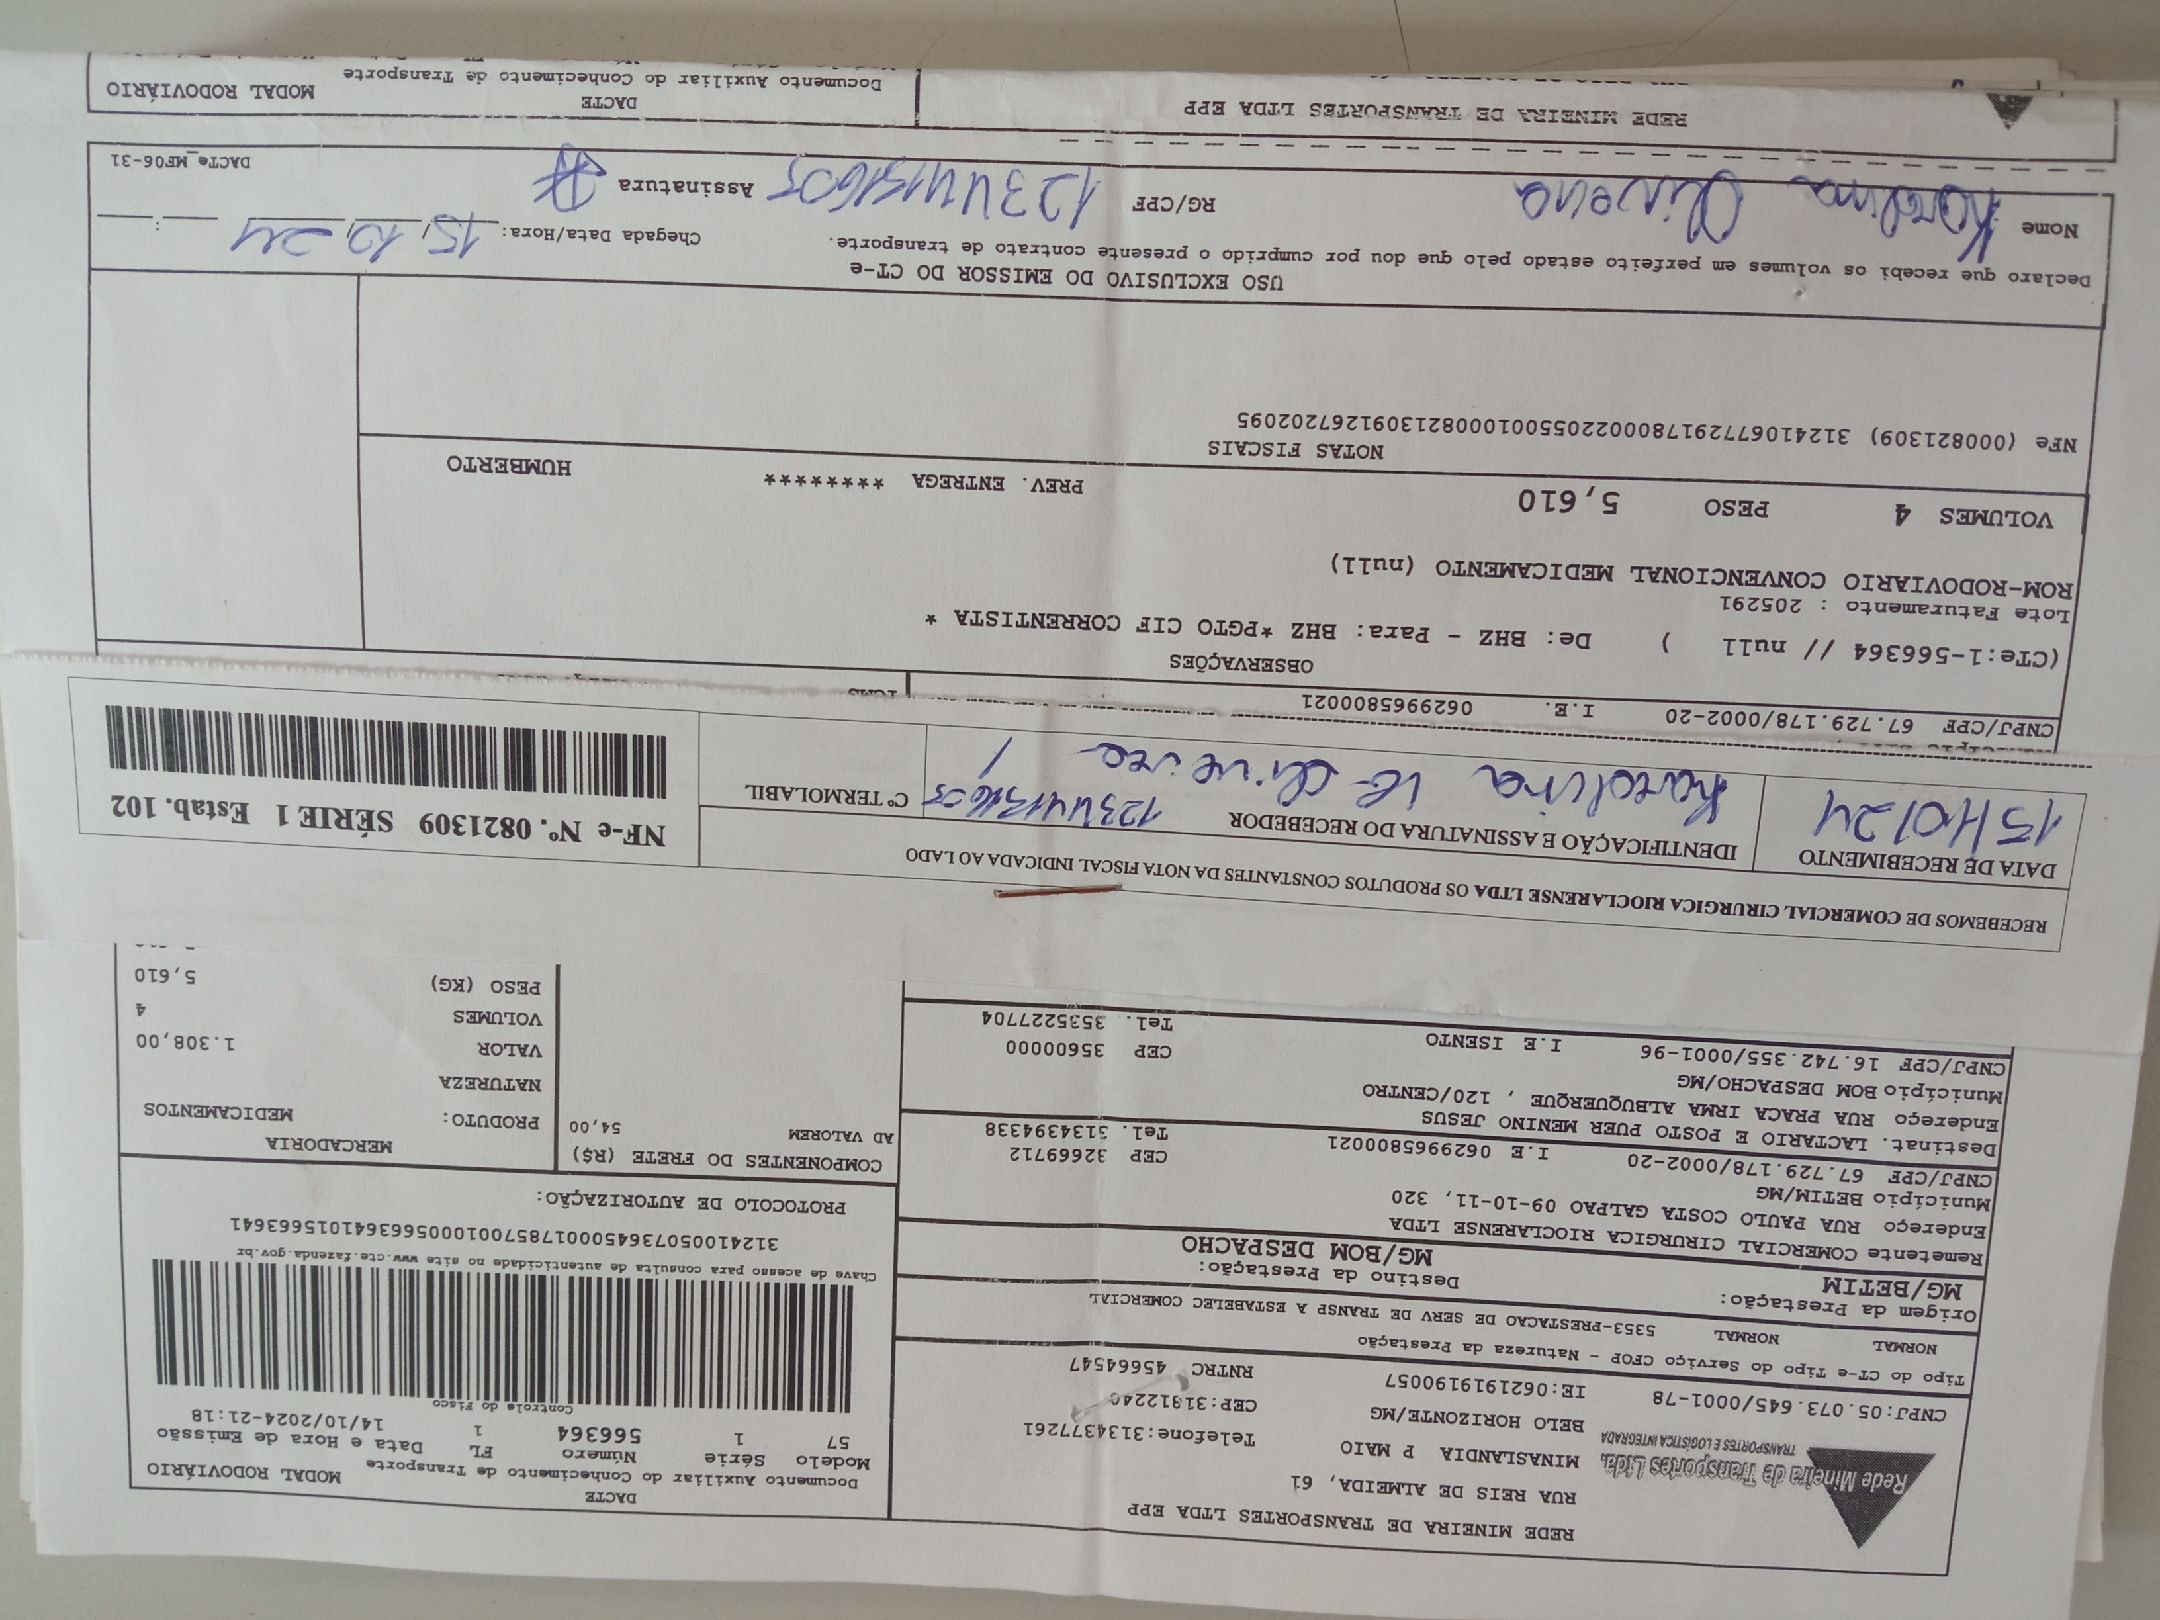 REDE MINEIRA DE TRANSPORTES LTDA EPP
RUA REIS DE ALMEIDA, 61
MINASLANDIA P MAIO
BELO HORIZONTE/MG
Telefone:3134377261
CEP:31812240
Rede Mineira de Transportes Ltda.
TRANSPORTES E LOGÍSTICA INTEGRADA
CNPJ:05.073.645/0001-78 IE:0621919190057 RNTRC 45664547
DACTE
Documento Auxiliar do Conhecimento de Transporte
MODAL RODOVIÁRIO
Modelo Série Número FL Data e Hora de Emissão
57 1 566364 1 14/10/2024-21:18
Controle do Fisco
Chave de acesso para consulta de autenticidade no site www.cte.fazenda.gov.br
31241005073645000178570010005663641015663641
PROTOCOLO DE AUTORIZAÇÃO:
Tipo do CT-e Tipo do Serviço CFOP - Natureza da Prestação
NORMAL NORMAL 5353-PRESTACAO DE SERV DE TRANSP A ESTABELEC COMERCIAL
Origem da Prestação: Destino da Prestação:
MG/BETIM MG/BOM DESPACHO
Remetente COMERCIAL CIRURGICA RIOCLARENSE LTDA
Endereço RUA PAULO COSTA GALPAO 09-10-11, 320
Município BETIM/MG CEP 32669712
CNPJ/CPF 67.729.178/0002-20 I.E 0629965800021 Tel. 3134394338
Destinat. LACTARIO E POSTO PUER MENINO JESUS
Endereço RUA PRACA IRMA ALBUQUERQUE , 120/CENTRO
Município BOM DESPACHO/MG CEP 35600000
CNPJ/CPF 16.742.355/0001-96 I.E ISENTO Tel. 3535227704
COMPONENTES DO FRETE (R$)
AD VALOREM 54,00
MERCADORIA
PRODUTO: MEDICAMENTOS
NATUREZA
VALOR 1.308,00
VOLUMES 4
PESO (KG) 5,610
RECEBEMOS DE COMERCIAL CIRURGICA RIOCLARENSE LTDA OS PRODUTOS CONSTANTES DA NOTA FISCAL INDICADA AO LADO
DATA DE RECEBIMENTO
15/10/24
IDENTIFICAÇÃO E ASSINATURA DO RECEBEDOR
Cº TERMOLABIL
NF-e Nº. 0821309 SÉRIE 1 Estab. 102
CNPJ/CPF 67.729.178/0002-20 I.E. 0629965800021
ICMS
OBSERVAÇÕES
(CTe:1-566364 // null ) De: BHZ - Para: BHZ *PGTO CIF CORRENTISTA *
Lote Faturamento : 205291
ROM-RODOVIARIO CONVENCIONAL MEDICAMENTO (null)
VOLUMES 4 PESO 5,610 PREV. ENTREGA ******** HUMBERTO
NOTAS FISCAIS
NFe (000821309) 31241067729178000220550010008213091267202095
USO EXCLUSIVO DO EMISSOR DO CT-e
Declaro que recebi os volumes em perfeito estado pelo que dou por cumprido o presente contrato de transporte.
Chegada Data/Hora: 15/10/24 :
Nome Karolina Oliveira RG/CPF Assinatura
DACTe_MF06-31
REDE MINEIRA DE TRANSPORTES LTDA EPP
DACTE
Documento Auxiliar do Conhecimento de Transporte
MODAL RODOVIÁRIO